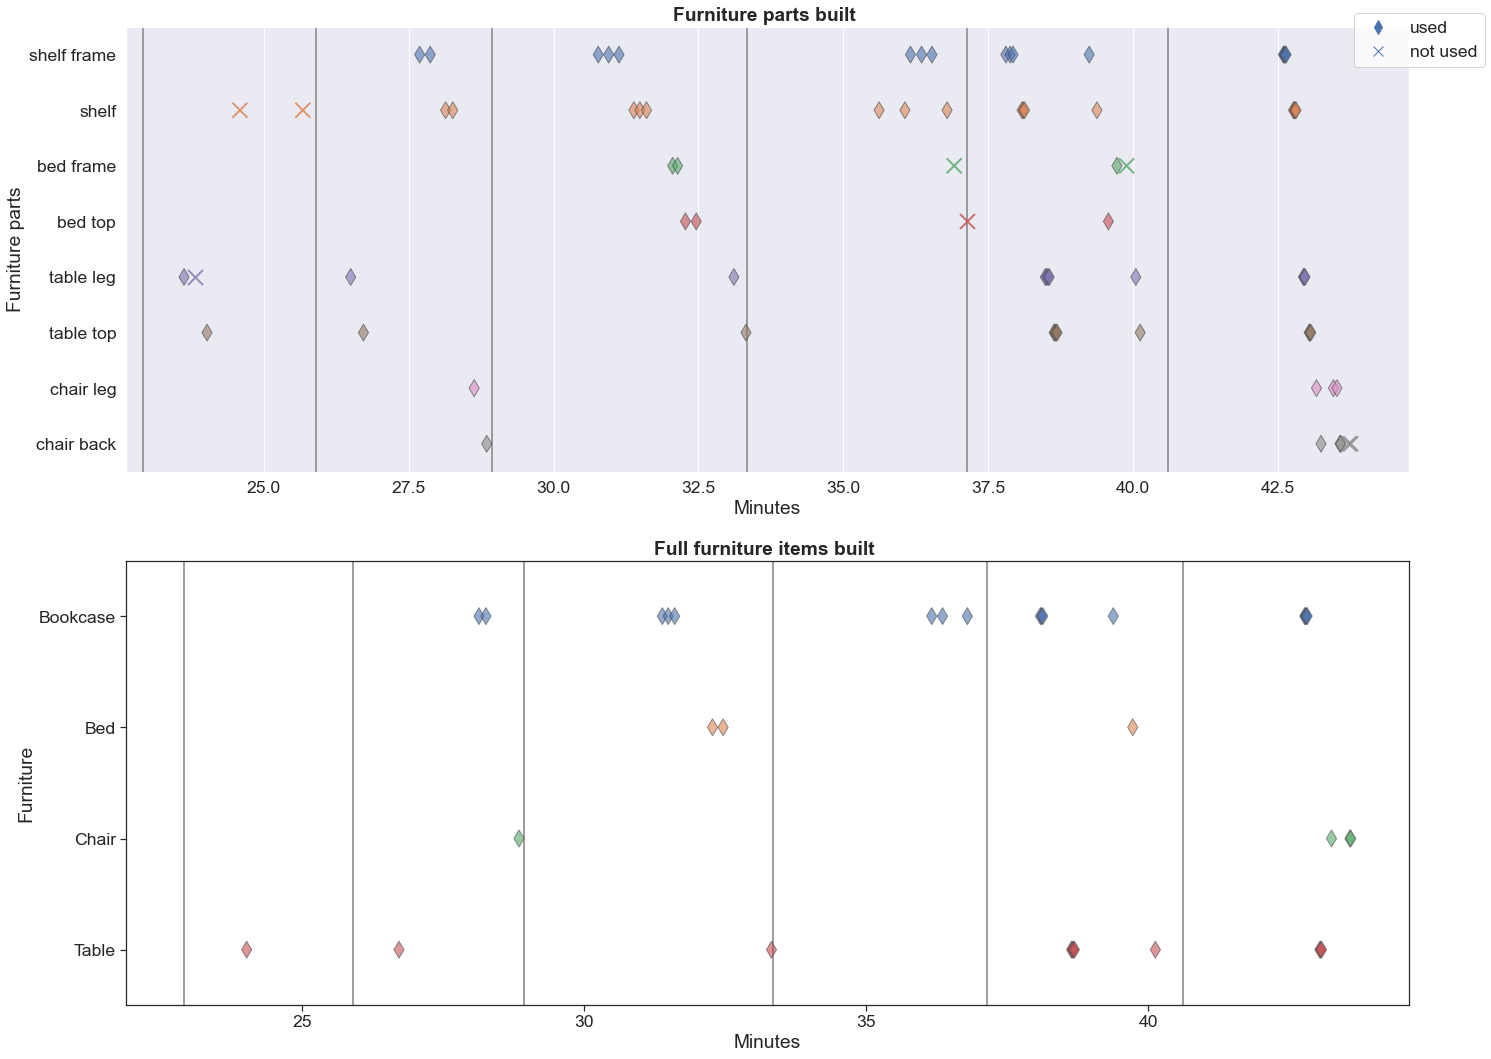 Furniture parts built
used
not used
shelf frame
shelf
bed frame
bed top
table leg
table top
chair leg
chair back
Furniture parts
25.0 27.5 30.0 32.5 35.0 37.5 40.0 42.5
Minutes
Full furniture items built
Bookcase
Bed
Chair
Table
Furniture
25 30 35 40
Minutes